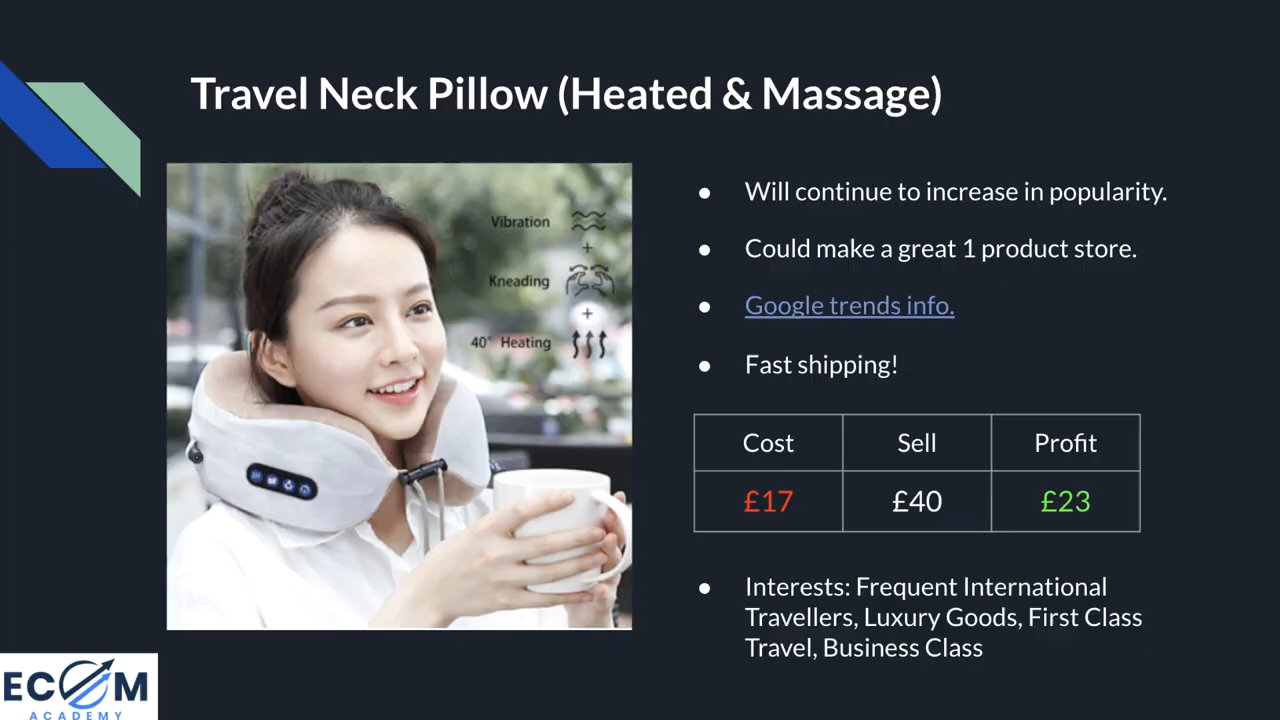 Travel Neck Pillow (Heated & Massage)
Vibration
+
Kneading
+
40° Heating
Will continue to increase in popularity.
Could make a great 1 product store.
Google trends info.
Fast shipping!
Cost Sell Profit
£17 £40 £23
Interests: Frequent International
Travellers, Luxury Goods, First Class
Travel, Business Class
ECOM
ACADEMY